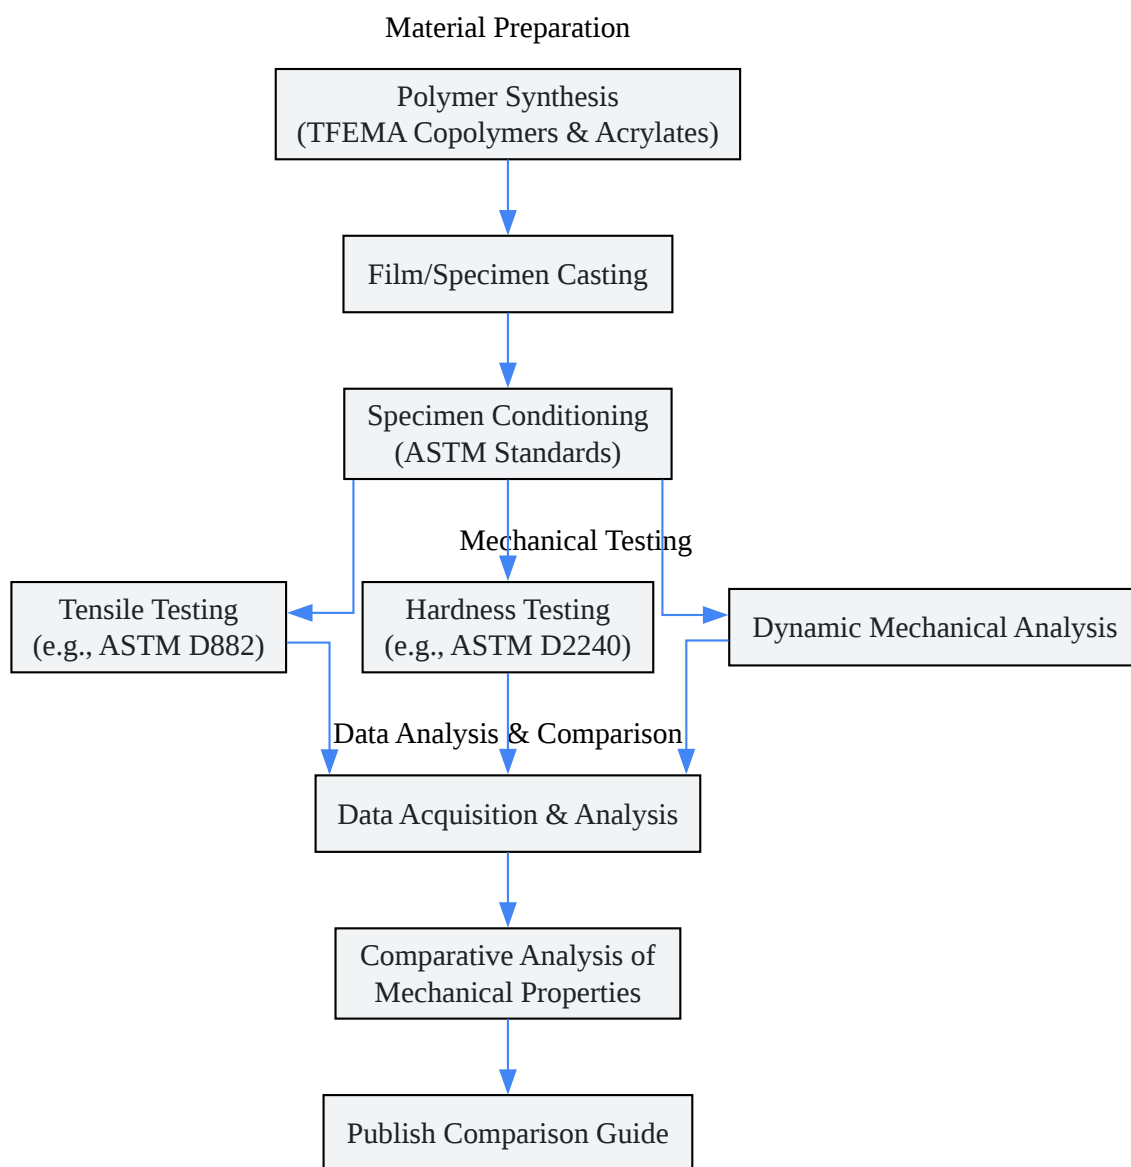 Material Preparation
Polymer Synthesis
(TFEMA Copolymers & Acrylates)
Film/Specimen Casting
Specimen Conditioning
(ASTM Standards)
Mechanical Testing
Tensile Testing
(e.g., ASTM D882)
Hardness Testing
(e.g., ASTM D2240)
Dynamic Mechanical Analysis
Data Analysis & Comparison
Data Acquisition & Analysis
Comparative Analysis of
Mechanical Properties
Publish Comparison Guide